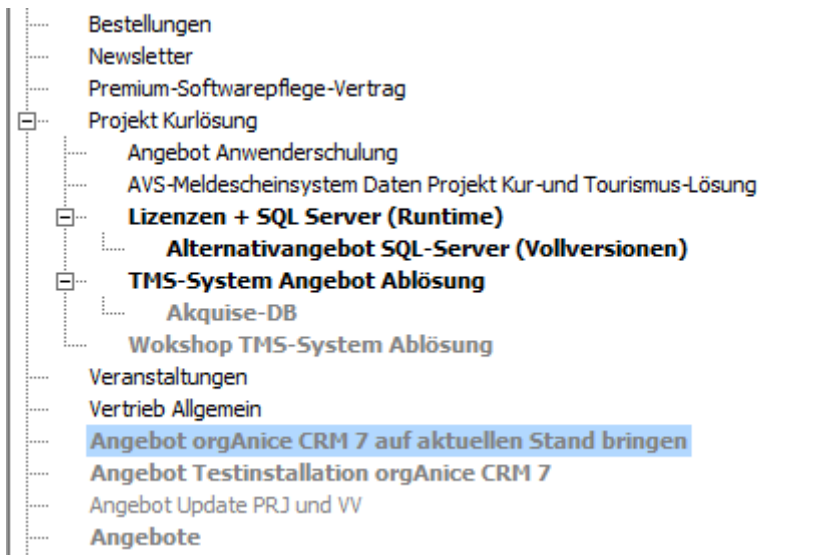 Bestellungen
Newsletter
Premium-Softwarepflege-Vertrag
Projekt Kurlösung
Angebot Anwenderschulung
AVS-Meldescheinsystem Daten Projekt Kur-und Tourismus-Lösung
Lizenzen + SQL Server (Runtime)
Alternativangebot SQL-Server (Vollversionen)
TMS-System Angebot Ablösung
Akquise-DB
Wokshop TMS-System Ablösung
Veranstaltungen
Vertrieb Allgemein
Angebot orgAnice CRM 7 auf aktuellen Stand bringen
Angebot Testinstallation orgAnice CRM 7
Angebot Update PRJ und VV
Angebote